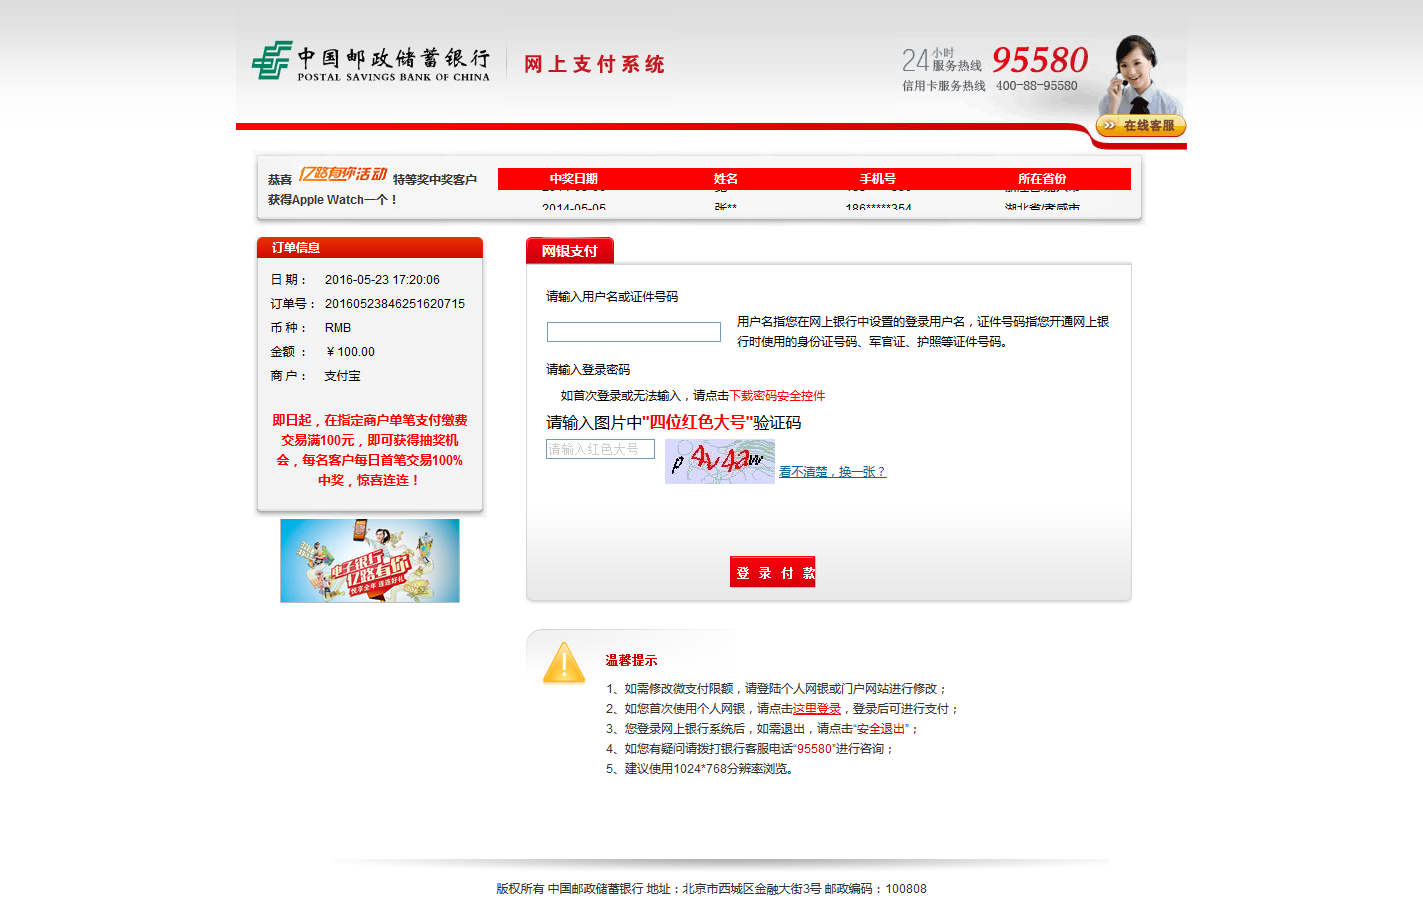 中国邮政储蓄银行
POSTAL SAVINGS BANK OF CHINA
网上支付系统
24小时服务热线 95580
信用卡服务热线 400-88-95580
在线客服
恭喜 亿路有你活动 特等奖中奖客户
获得Apple Watch一个！
中奖日期 姓名 手机号 所在省份
2014-05-05 张** 186*****354 湖北省/孝感市
订单信息
日 期： 2016-05-23 17:20:06
订单号： 20160523846251620715
币 种： RMB
金额 ： ￥100.00
商 户： 支付宝
即日起，在指定商户单笔支付缴费
交易满100元，即可获得抽奖机
会，每名客户每日首笔交易100%
中奖，惊喜连连！
电子银行
亿路有你
悦享全年 连连好礼
网银支付
请输入用户名或证件号码
用户名指您在网上银行中设置的登录用户名，证件号码指您开通网上银
行时使用的身份证号码、军官证、护照等证件号码。
请输入登录密码
如首次登录或无法输入，请点击下载密码安全控件
请输入图片中"四位红色大号"验证码
请输入红色大号
p4v4aw
看不清楚，换一张？
登 录 付 款
温馨提示
1、如需修改微支付限额，请登陆个人网银或门户网站进行修改；
2、如您首次使用个人网银，请点击这里登录，登录后可进行支付；
3、您登录网上银行系统后，如需退出，请点击“安全退出”；
4、如您有疑问请拨打银行客服电话“95580”进行咨询；
5、建议使用1024*768分辨率浏览。
版权所有 中国邮政储蓄银行 地址：北京市西城区金融大街3号 邮政编码：100808